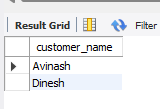 Result Grid Filter
customer_name
Avinash
Dinesh